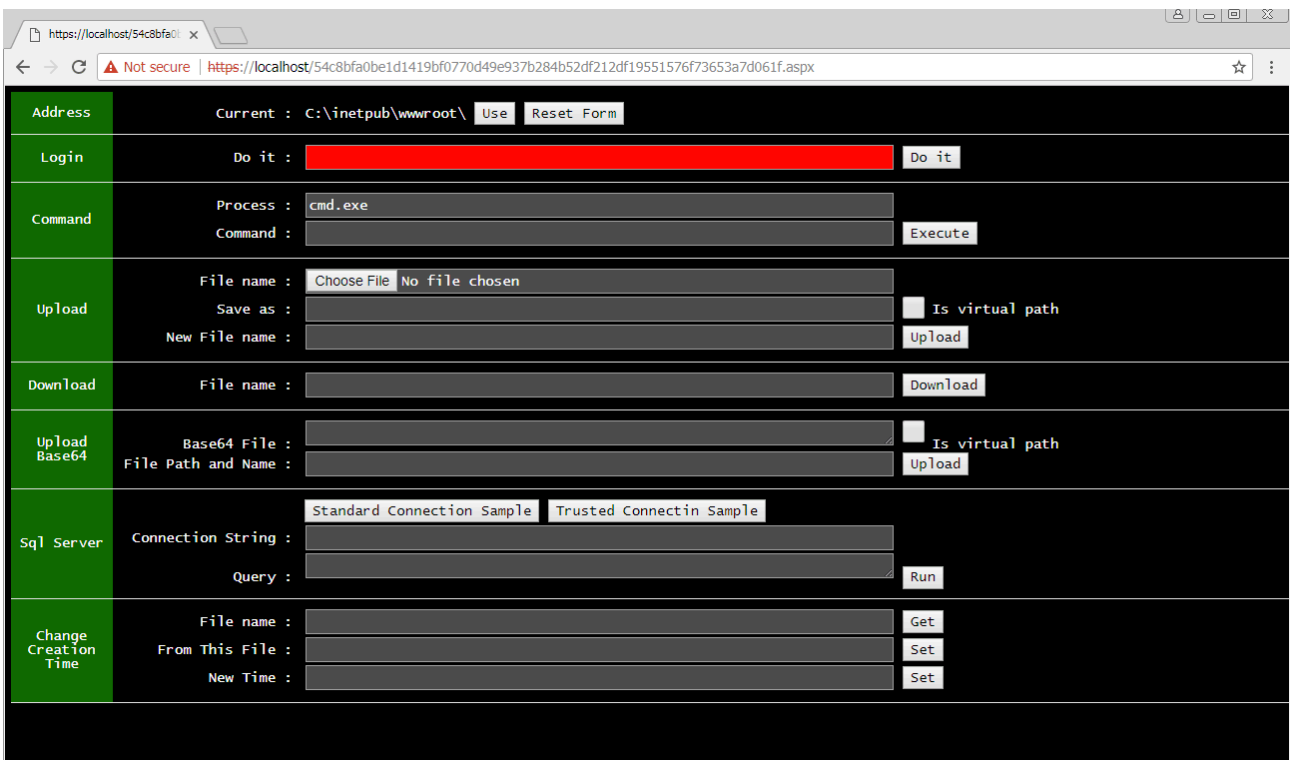 https://localhost/54c8bfa0b
Not secure | https://localhost/54c8bfa0be1d1419bf0770d49e937b284b52df212df19551576f73653a7d061f.aspx
Address Current : C:\inetpub\wwwroot\ Use Reset Form
Login Do it : Do it
Command
Process : cmd.exe
Command : Execute
Upload
File name : Choose File No file chosen
Save as : Is virtual path
New File name : Upload
Download File name : Download
Upload
Base64
Base64 File : Is virtual path
File Path and Name : Upload
Sql Server
Standard Connection Sample Trusted Connectin Sample
Connection String :
Query : Run
Change
Creation
Time
File name : Get
From This File : Set
New Time : Set